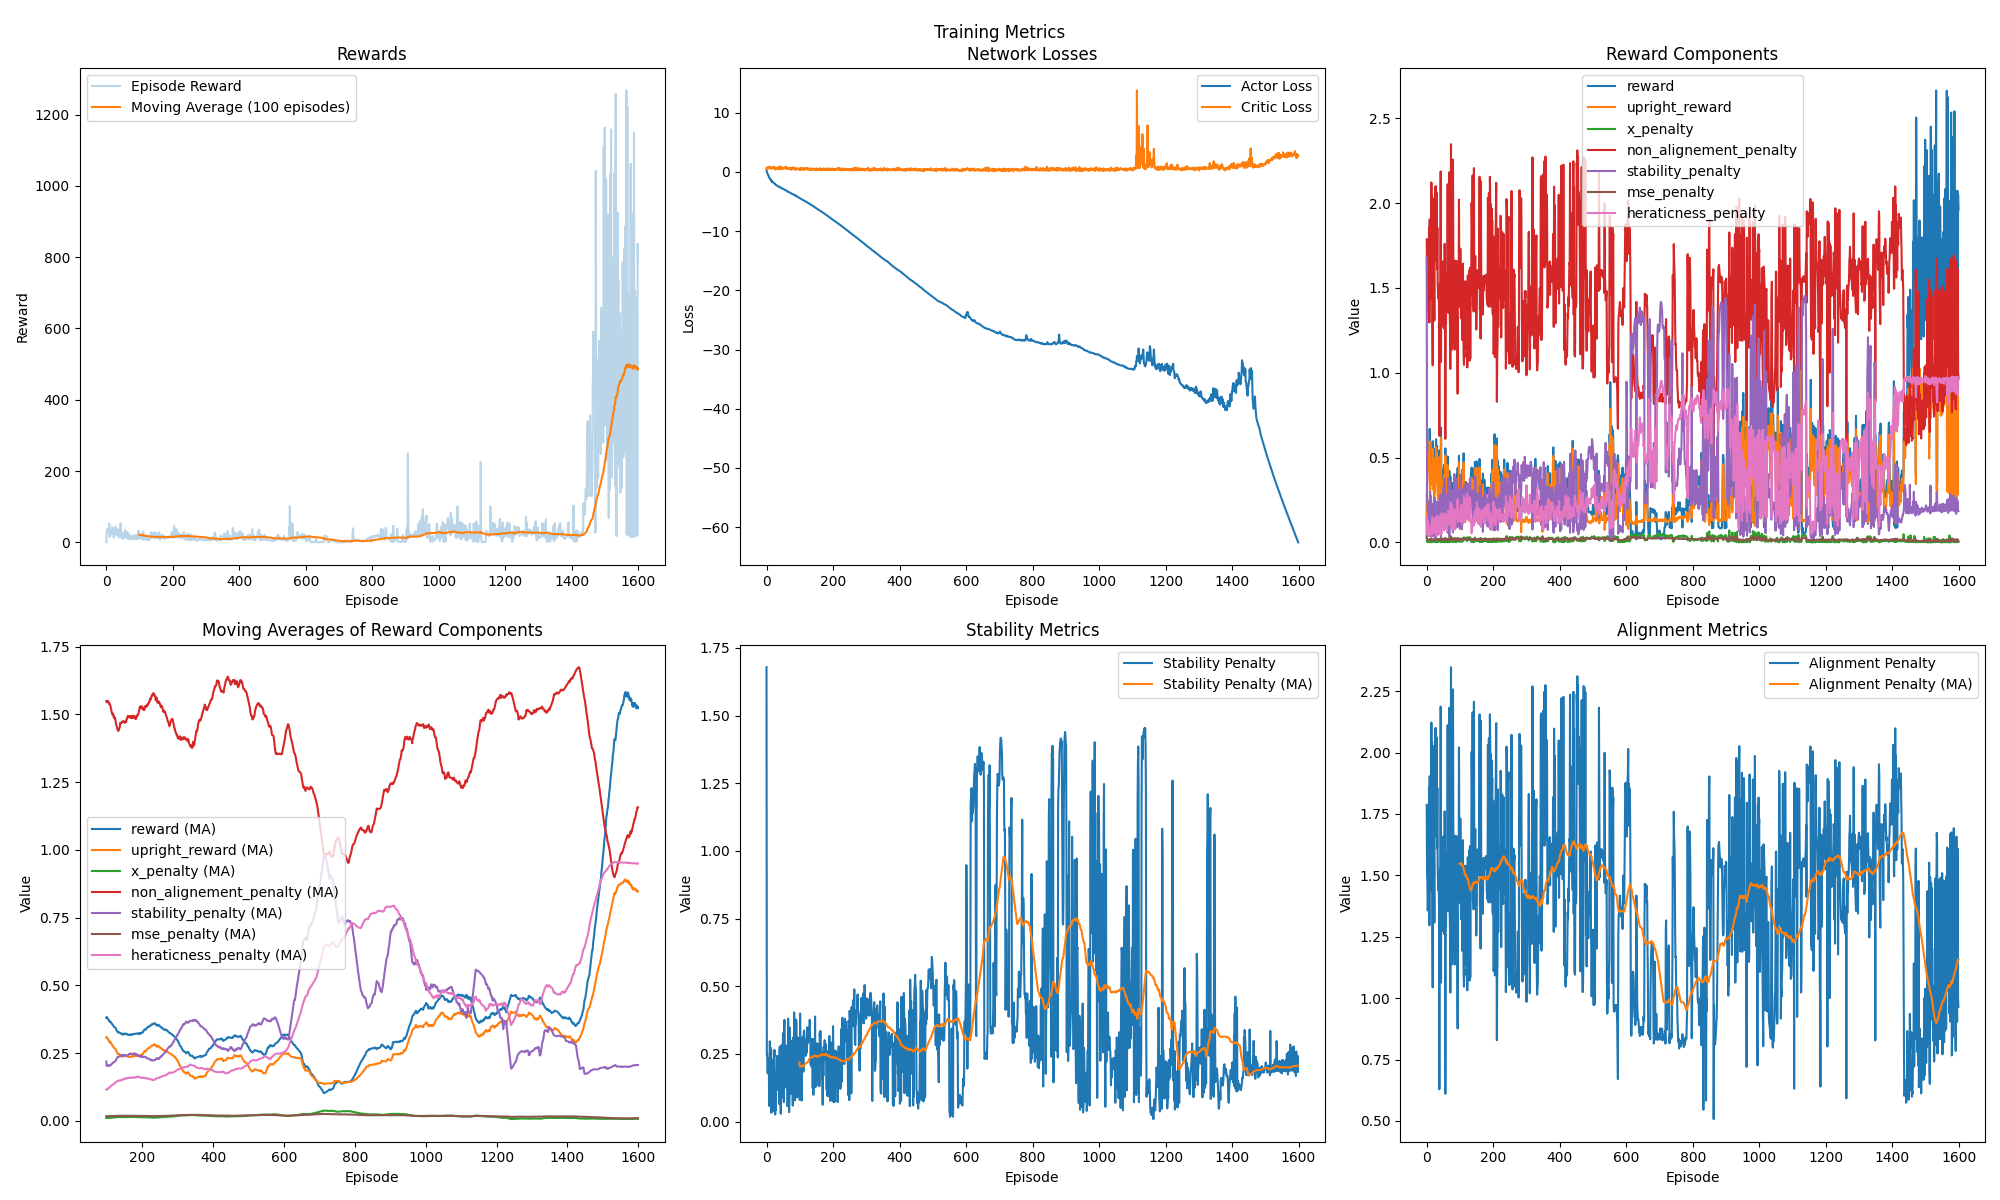 Training Metrics
Rewards
Episode Reward
Moving Average (100 episodes)
1200
1000
800
600
400
200
0
Reward
0 200 400 600 800 1000 1200 1400 1600
Episode
Network Losses
Actor Loss
Critic Loss
10
0
−10
−20
−30
−40
−50
−60
Loss
0 200 400 600 800 1000 1200 1400 1600
Episode
Reward Components
reward
upright_reward
x_penalty
non_alignement_penalty
stability_penalty
mse_penalty
heraticness_penalty
2.5
2.0
1.5
1.0
0.5
0.0
Value
0 200 400 600 800 1000 1200 1400 1600
Episode
Moving Averages of Reward Components
1.75
1.50
1.25
1.00
0.75
0.50
0.25
0.00
Value
reward (MA)
upright_reward (MA)
x_penalty (MA)
non_alignement_penalty (MA)
stability_penalty (MA)
mse_penalty (MA)
heraticness_penalty (MA)
200 400 600 800 1000 1200 1400 1600
Episode
Stability Metrics
Stability Penalty
Stability Penalty (MA)
1.75
1.50
1.25
1.00
0.75
0.50
0.25
0.00
Value
0 200 400 600 800 1000 1200 1400 1600
Episode
Alignment Metrics
Alignment Penalty
Alignment Penalty (MA)
2.25
2.00
1.75
1.50
1.25
1.00
0.75
0.50
Value
0 200 400 600 800 1000 1200 1400 1600
Episode